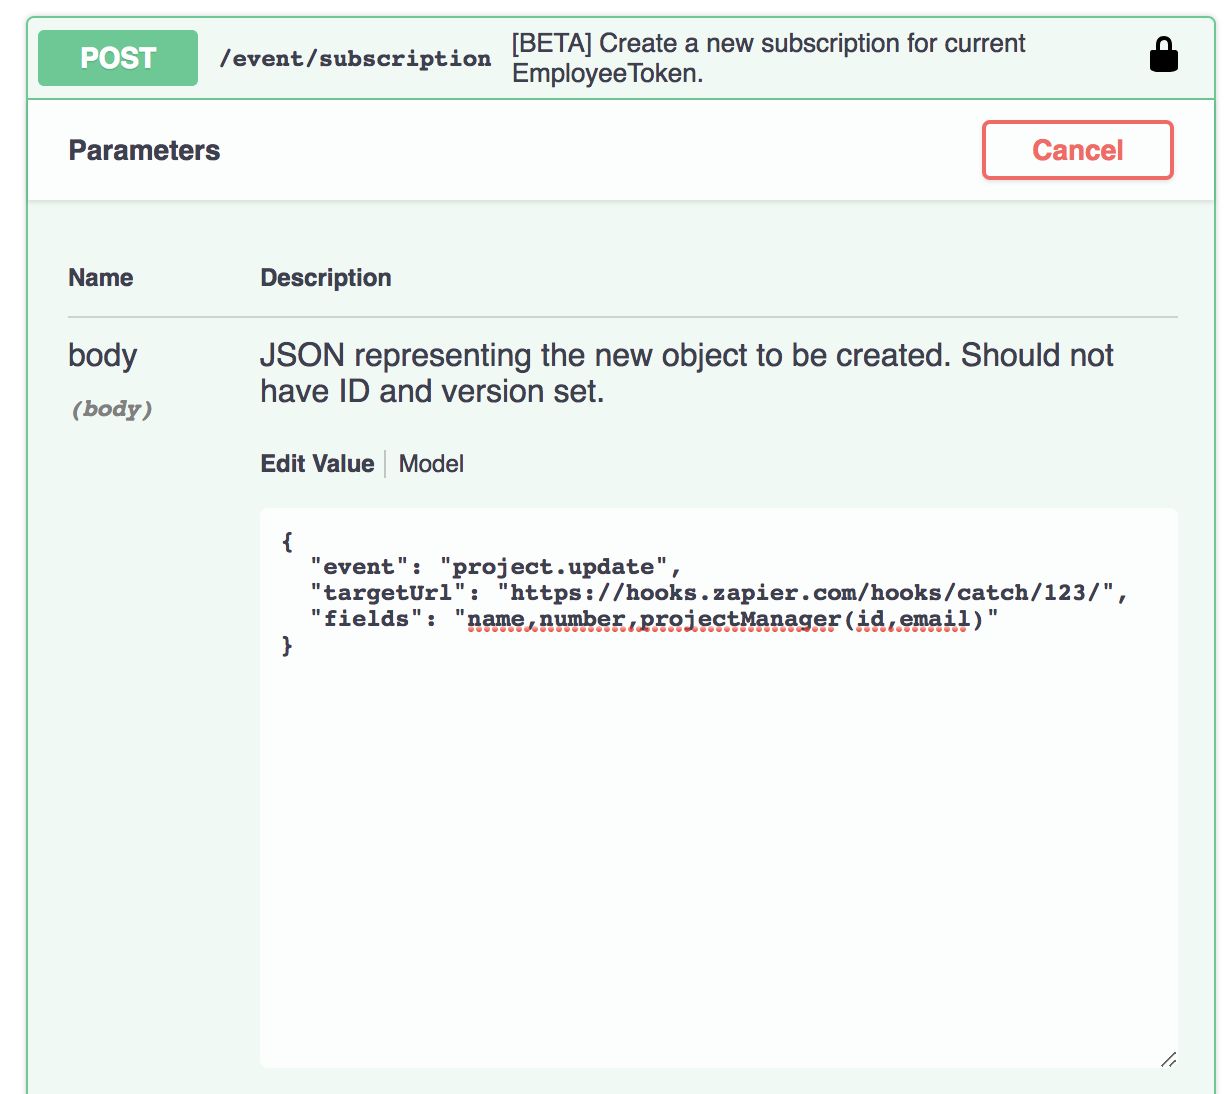 POST /event/subscription [BETA] Create a new subscription for current
EmployeeToken.
Parameters Cancel
Name Description
body JSON representing the new object to be created. Should not
have ID and version set.
(body)
Edit Value | Model
{
  "event": "project.update",
  "targetUrl": "https://hooks.zapier.com/hooks/catch/123/",
  "fields": "name,number,projectManager(id,email)"
}